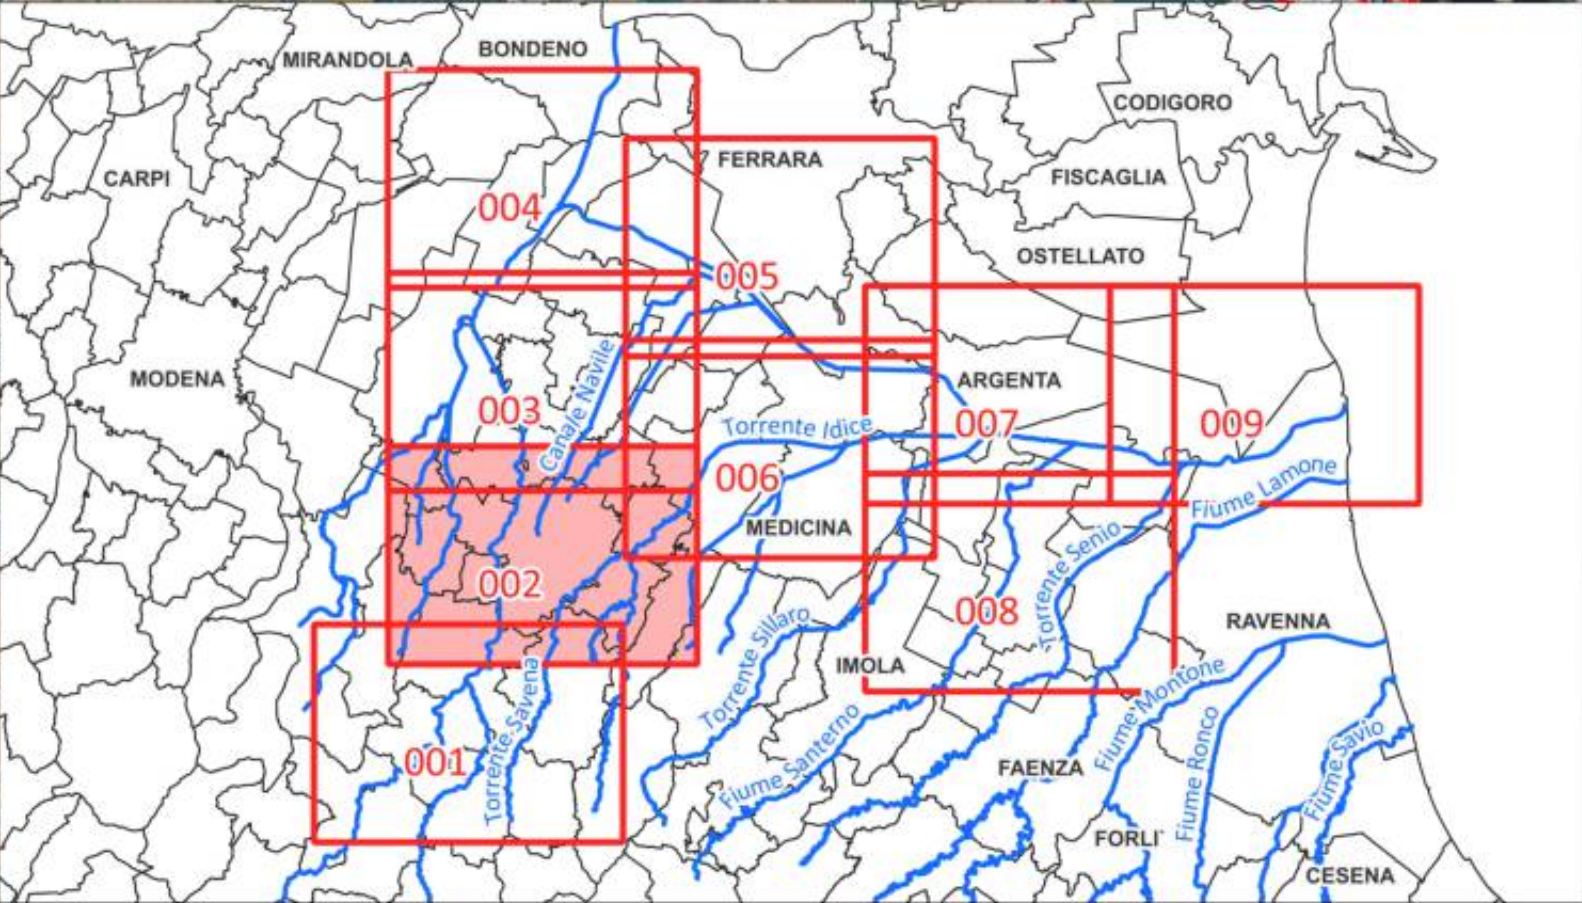 BONDENO
MIRANDOLA
CODIGORO
FERRARA
CARPI
FISCAGLIA
004
OSTELLATO
005
MODENA
ARGENTA
Canale Navile
003
Torrente Idice
007
009
006
Fiume Lamone
MEDICINA
002
Torrente Senio
008
RAVENNA
Torrente Sillaro
IMOLA
Fiume Montone
Torrente Savena
001
Fiume Santerno
FAENZA
Fiume Ronco
Fiume Savio
FORLI`
CESENA